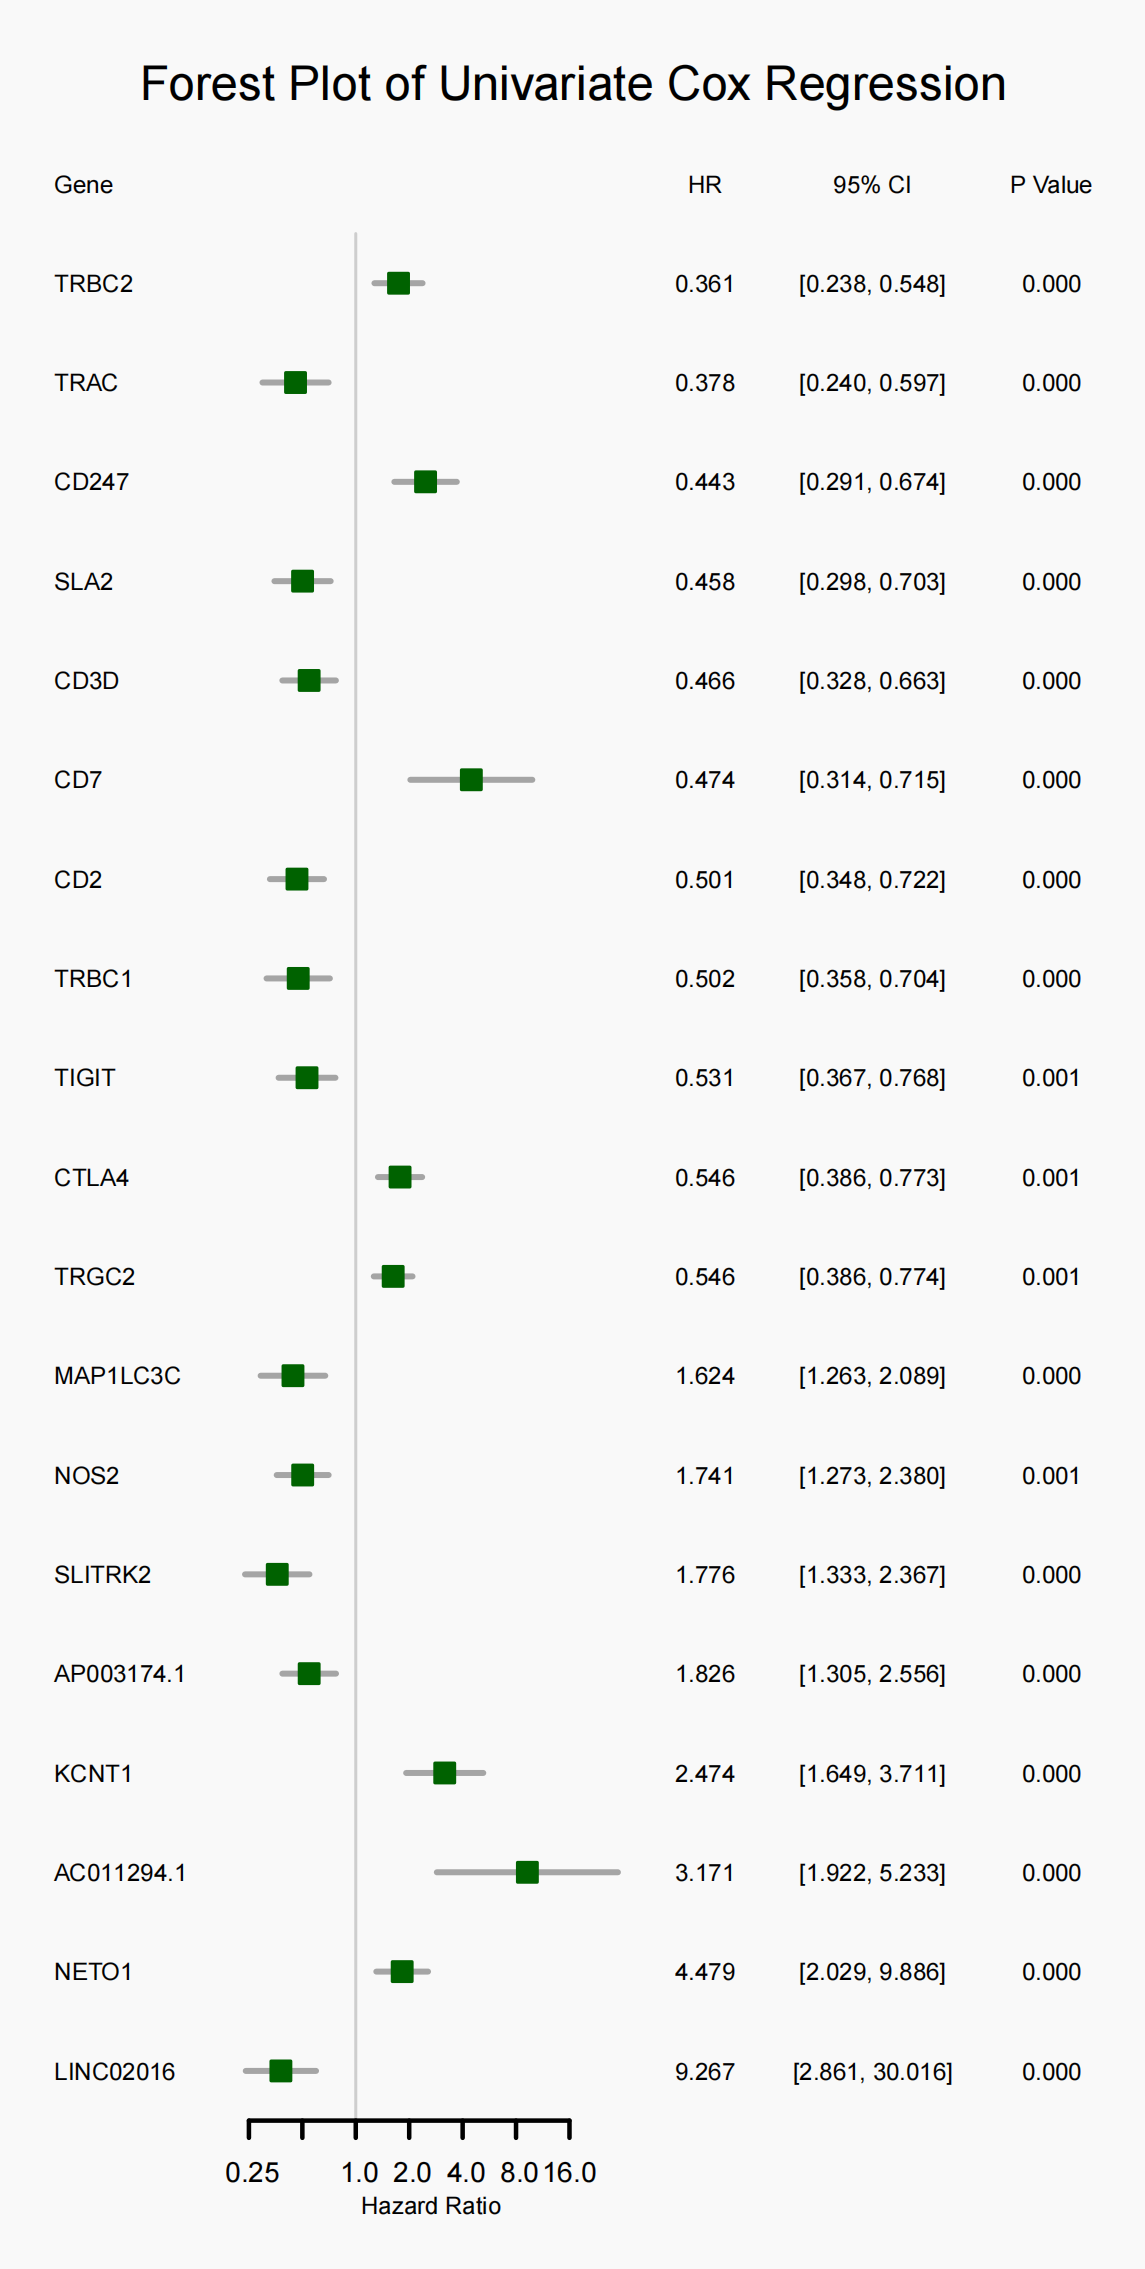 Forest Plot of Univariate Cox Regression
Gene HR 95% CI P Value
TRBC2 0.361 [0.238, 0.548] 0.000
TRAC 0.378 [0.240, 0.597] 0.000
CD247 0.443 [0.291, 0.674] 0.000
SLA2 0.458 [0.298, 0.703] 0.000
CD3D 0.466 [0.328, 0.663] 0.000
CD7 0.474 [0.314, 0.715] 0.000
CD2 0.501 [0.348, 0.722] 0.000
TRBC1 0.502 [0.358, 0.704] 0.000
TIGIT 0.531 [0.367, 0.768] 0.001
CTLA4 0.546 [0.386, 0.773] 0.001
TRGC2 0.546 [0.386, 0.774] 0.001
MAP1LC3C 1.624 [1.263, 2.089] 0.000
NOS2 1.741 [1.273, 2.380] 0.001
SLITRK2 1.776 [1.333, 2.367] 0.000
AP003174.1 1.826 [1.305, 2.556] 0.000
KCNT1 2.474 [1.649, 3.711] 0.000
AC011294.1 3.171 [1.922, 5.233] 0.000
NETO1 4.479 [2.029, 9.886] 0.000
LINC02016 9.267 [2.861, 30.016] 0.000
0.25 1.0 2.0 4.0 8.0 16.0
Hazard Ratio